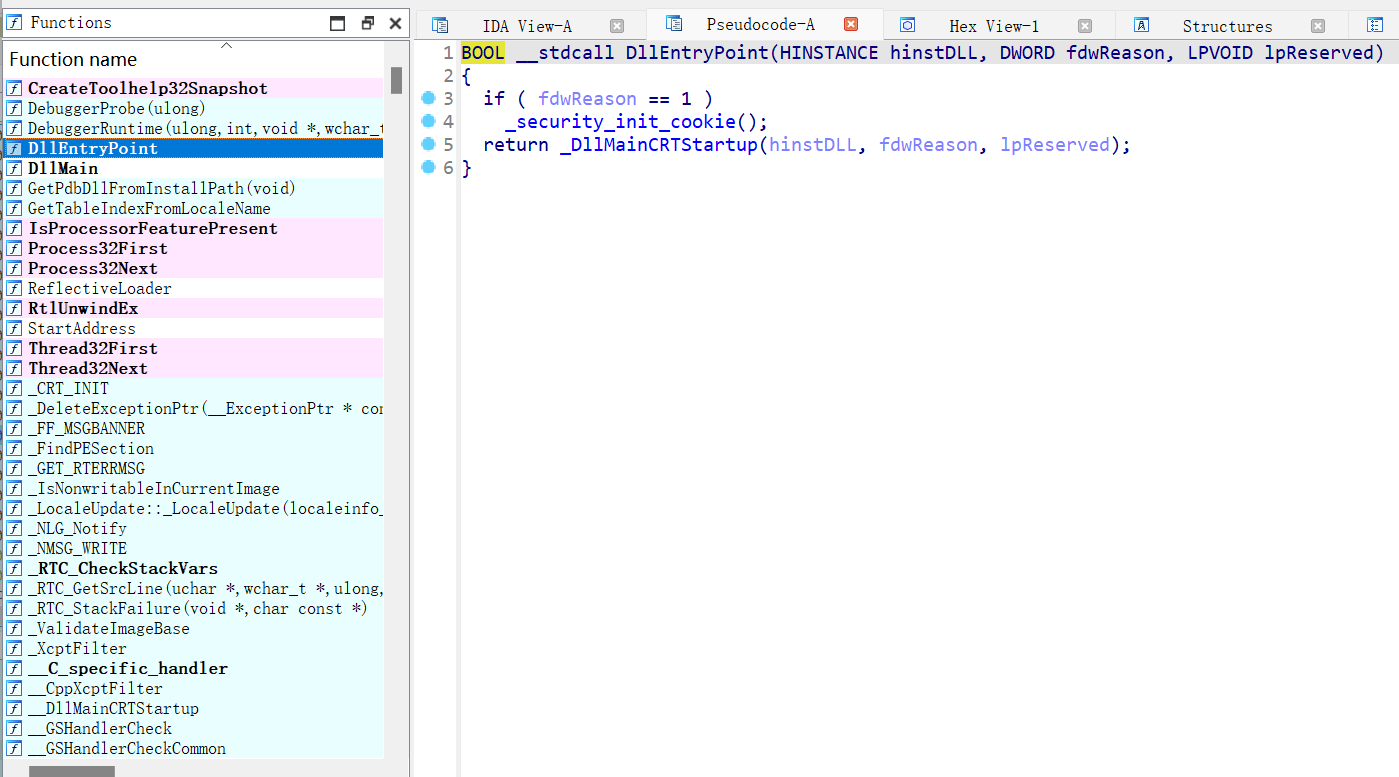 Functions
IDA View-A
Pseudocode-A
Hex View-1
Structures
Function name
CreateToolhelp32Snapshot
DebuggerProbe(ulong)
DebuggerRuntime(ulong,int,void *,wchar_t
DllEntryPoint
DllMain
GetPdbDllFromInstallPath(void)
GetTableIndexFromLocaleName
IsProcessorFeaturePresent
Process32First
Process32Next
ReflectiveLoader
RtlUnwindEx
StartAddress
Thread32First
Thread32Next
_CRT_INIT
_DeleteExceptionPtr(__ExceptionPtr * con
_FF_MSGBANNER
_FindPESection
_GET_RTERRMSG
_IsNonwritableInCurrentImage
_LocaleUpdate::_LocaleUpdate(localeinfo_
_NLG_Notify
_NMSG_WRITE
_RTC_CheckStackVars
_RTC_GetSrcLine(uchar *,wchar_t *,ulong,
_RTC_StackFailure(void *,char const *)
_ValidateImageBase
_XcptFilter
__C_specific_handler
__CppXcptFilter
__DllMainCRTStartup
__GSHandlerCheck
__GSHandlerCheckCommon
1 BOOL __stdcall DllEntryPoint(HINSTANCE hinstDLL, DWORD fdwReason, LPVOID lpReserved)
2 {
3 if ( fdwReason == 1 )
4 _security_init_cookie();
5 return _DllMainCRTStartup(hinstDLL, fdwReason, lpReserved);
6 }